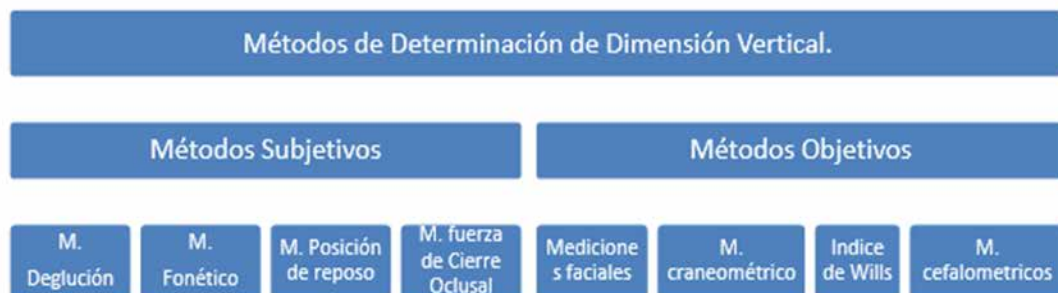 Métodos de Determinación de Dimensión Vertical.
Métodos Subjetivos
Métodos Objetivos
M.
Deglución
M.
Fonético
M. Posición
de reposo
M. fuerza
de Cierre
Oclusal
Medicione
s faciales
M.
craneométrico
Indice
de Wills
M.
cefalometricos